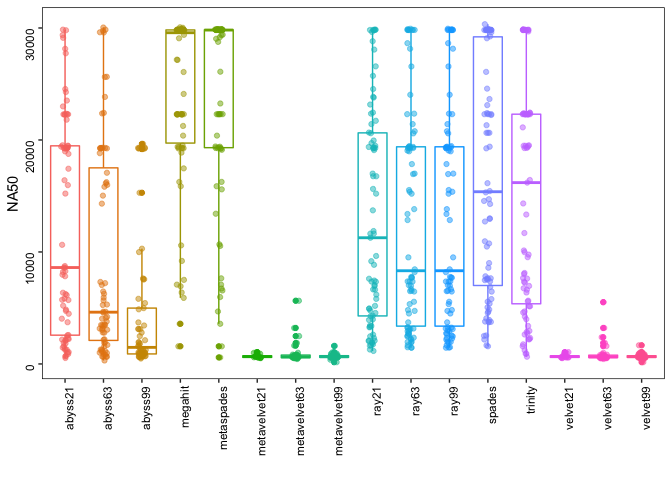 NA50
30000
20000
10000
0
abyss21
abyss63
abyss99
megahit
metaspades
metavelvet21
metavelvet63
metavelvet99
ray21
ray63
ray99
spades
trinity
velvet21
velvet63
velvet99